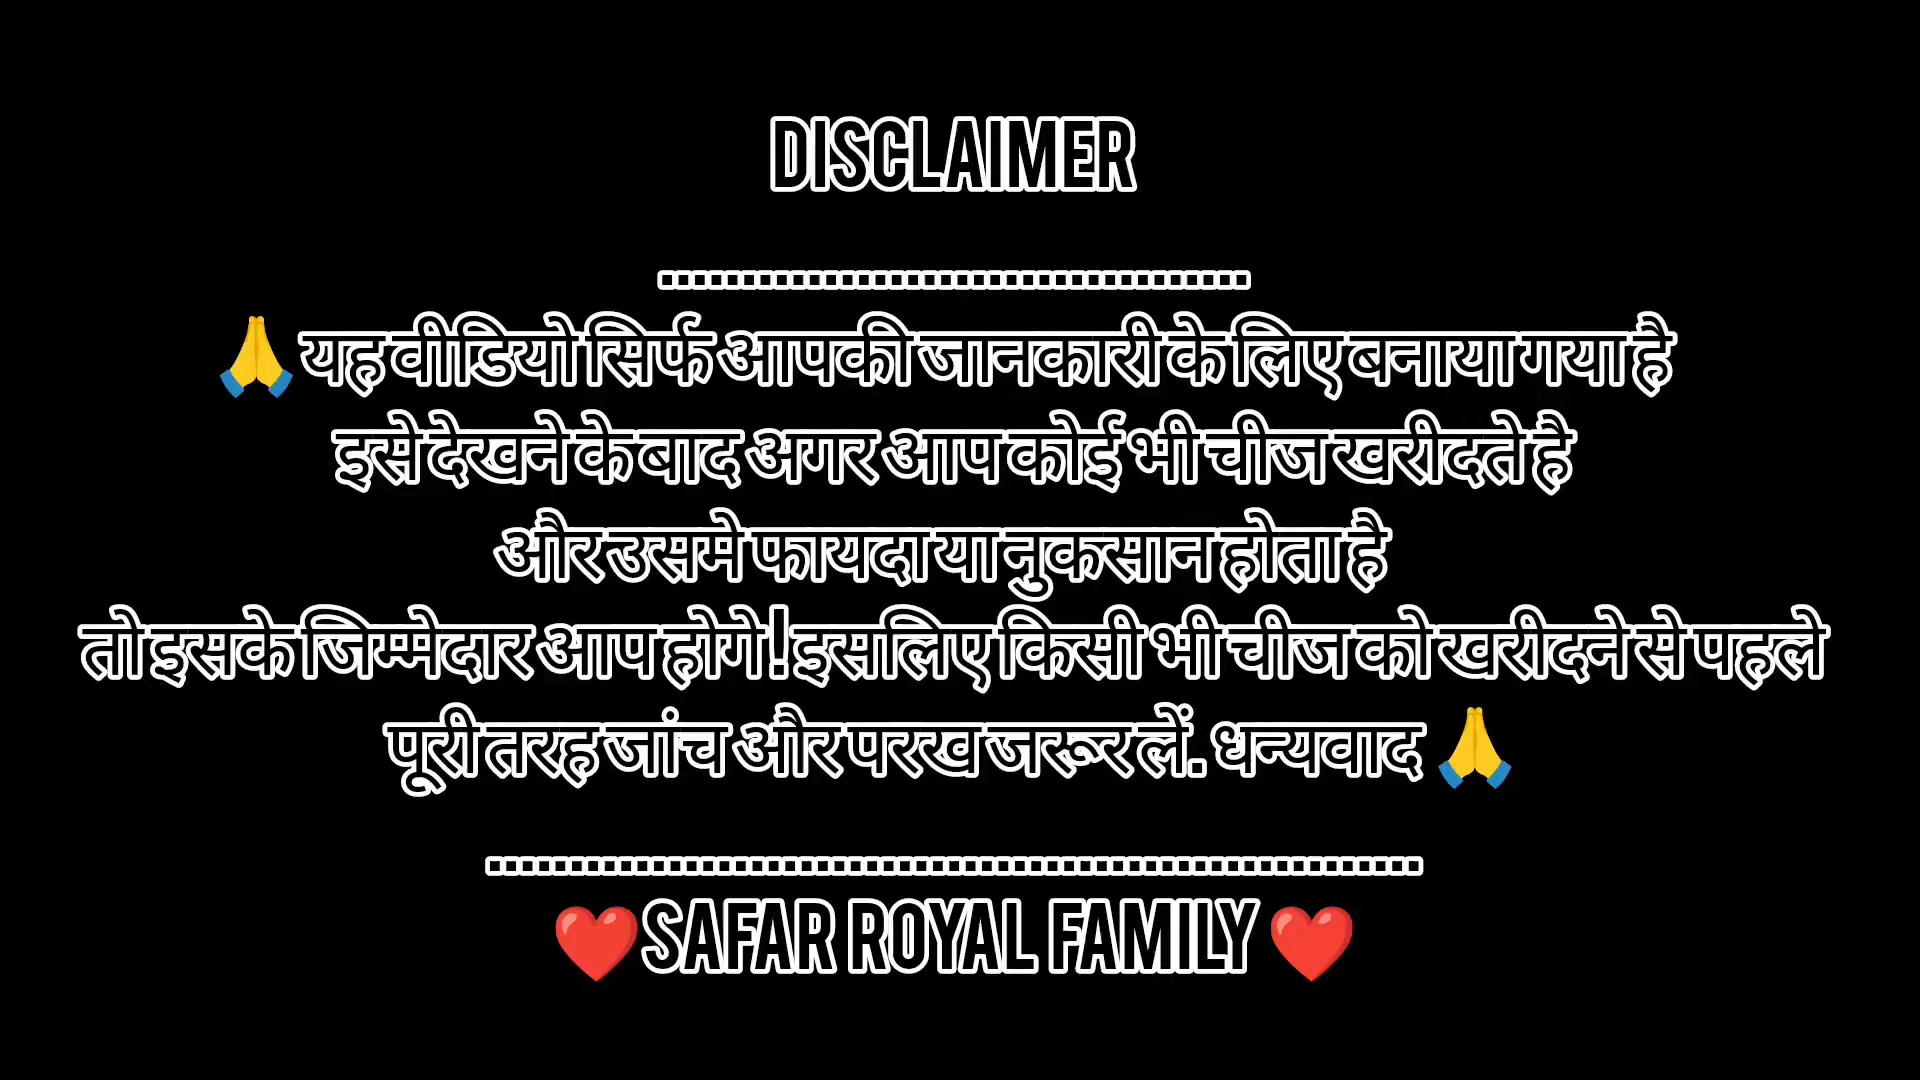 DISCLAIMER
....................................
🙏यह वीडियो सिर्फ आपकी जानकारी के लिए बनाया गया है
इसे देखने के बाद अगर आप कोई भी चीज खरीदते है
और उसमे फायदा या नुकसान होता है
तो इसके जिम्मेदार आप होगे! इसलिए किसी भी चीज को खरीदने से पहले
पूरी तरह जांच और परख जरूर लें. धन्यवाद 🙏
.........................................................
❤️SAFAR ROYAL FAMILY ❤️